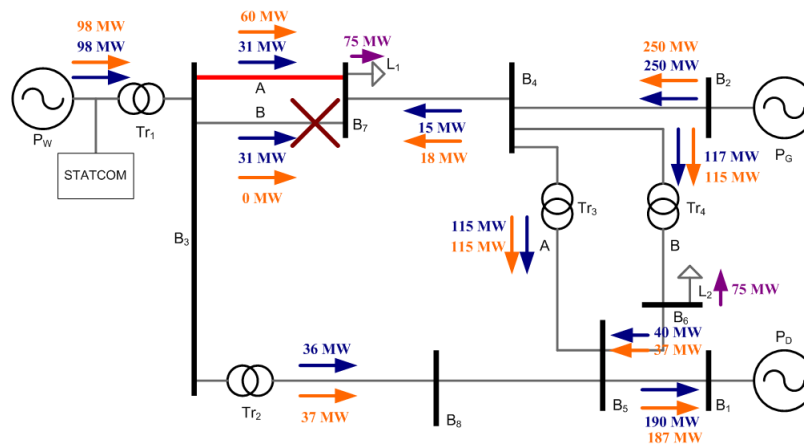 98 MW
98 MW
60 MW
31 MW
75 MW
L1
A
B
B7
31 MW
0 MW
PW
Tr1
STATCOM
B3
B4
15 MW
18 MW
250 MW
250 MW
B2
PG
117 MW
115 MW
Tr3
Tr4
A
B
115 MW
115 MW
L2
75 MW
B6
40 MW
37 MW
PD
36 MW
37 MW
Tr2
B8
B5
B1
190 MW
187 MW